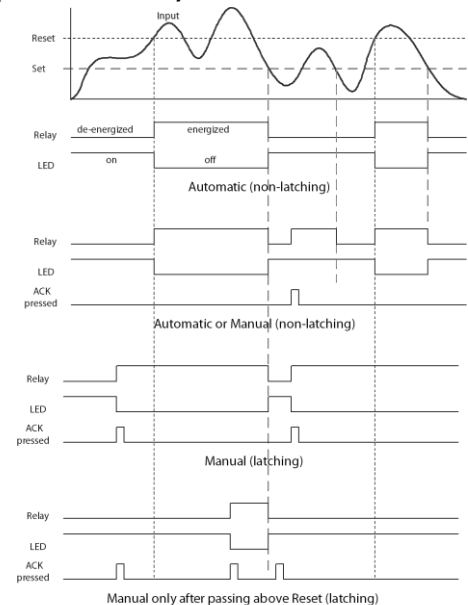 Input
Reset
Set
Relay
de-energized
energized
LED
on
off
Automatic (non-latching)
Relay
LED
ACK
pressed
Automatic or Manual (non-latching)
Relay
LED
ACK
pressed
Manual (latching)
Relay
LED
ACK
pressed
Manual only after passing above Reset (latching)